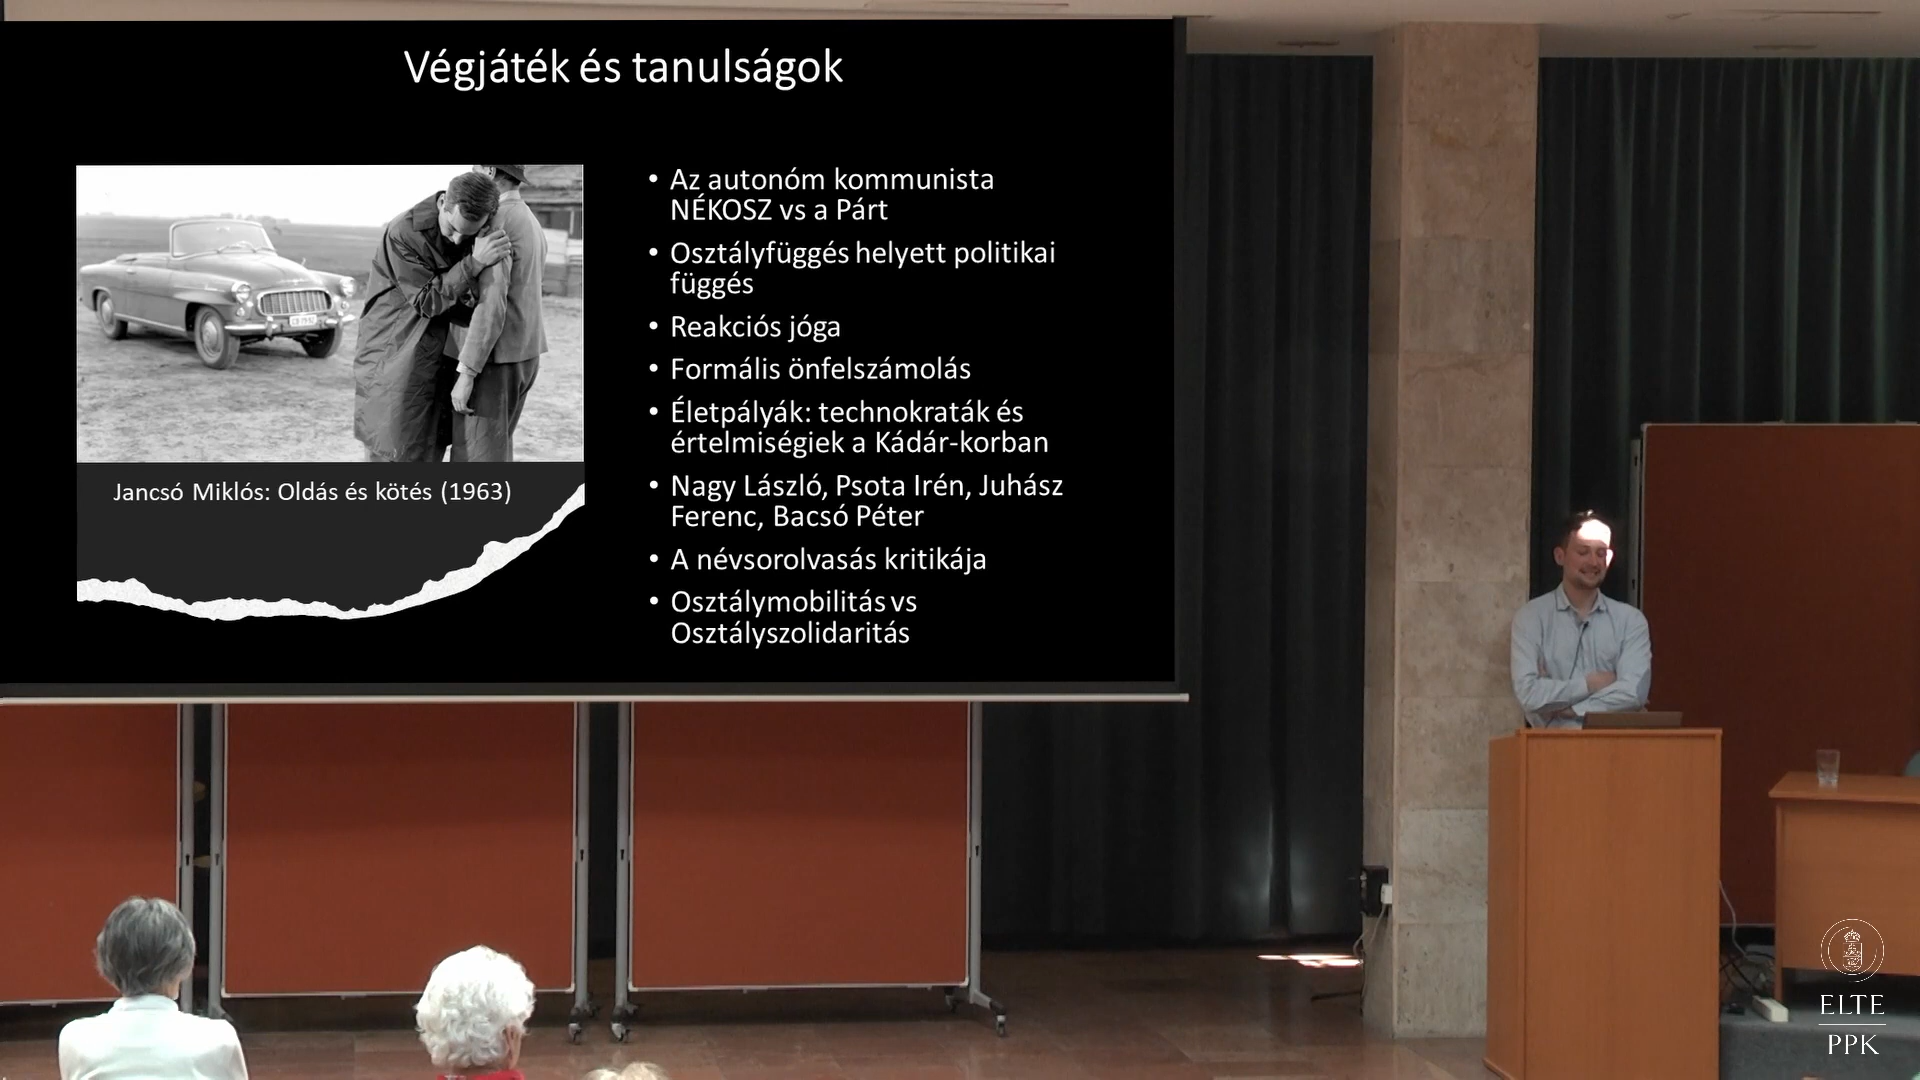 Végjáték és tanulságok
Jancsó Miklós: Oldás és kötés (1963)
• Az autonóm kommunista
NÉKOSZ vs a Párt
• Osztályfüggés helyett politikai
függés
• Reakciós jóga
• Formális önfelszámolás
• Életpályák: technokraták és
értelmiségiek a Kádár-korban
• Nagy László, Psota Irén, Juhász
Ferenc, Bacsó Péter
• A névsorolvasás kritikája
• Osztálymobilitás vs
Osztályszolidaritás
ELTE
PPK